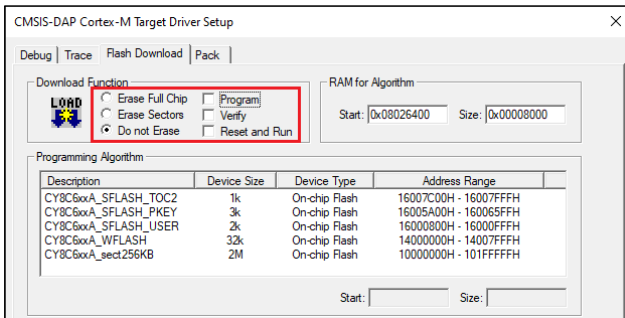 CMSIS-DAP Cortex-M Target Driver Setup
Debug Trace Flash Download Pack
Download Function
LOAD
Erase Full Chip Program
Erase Sectors Verify
Do not Erase Reset and Run
RAM for Algorithm
Start: 0x08026400 Size: 0x00008000
Programming Algorithm
Description Device Size Device Type Address Range
CY8C6xxA_SFLASH_TOC2 1k On-chip Flash 16007C00H - 16007FFFH
CY8C6xxA_SFLASH_PKEY 3k On-chip Flash 16005A00H - 160065FFH
CY8C6xxA_SFLASH_USER 2k On-chip Flash 16000800H - 16000FFFH
CY8C6xxA_WFLASH 32k On-chip Flash 14000000H - 14007FFFH
CY8C6xxA_sect256KB 2M On-chip Flash 10000000H - 101FFFFFH
Start: Size: